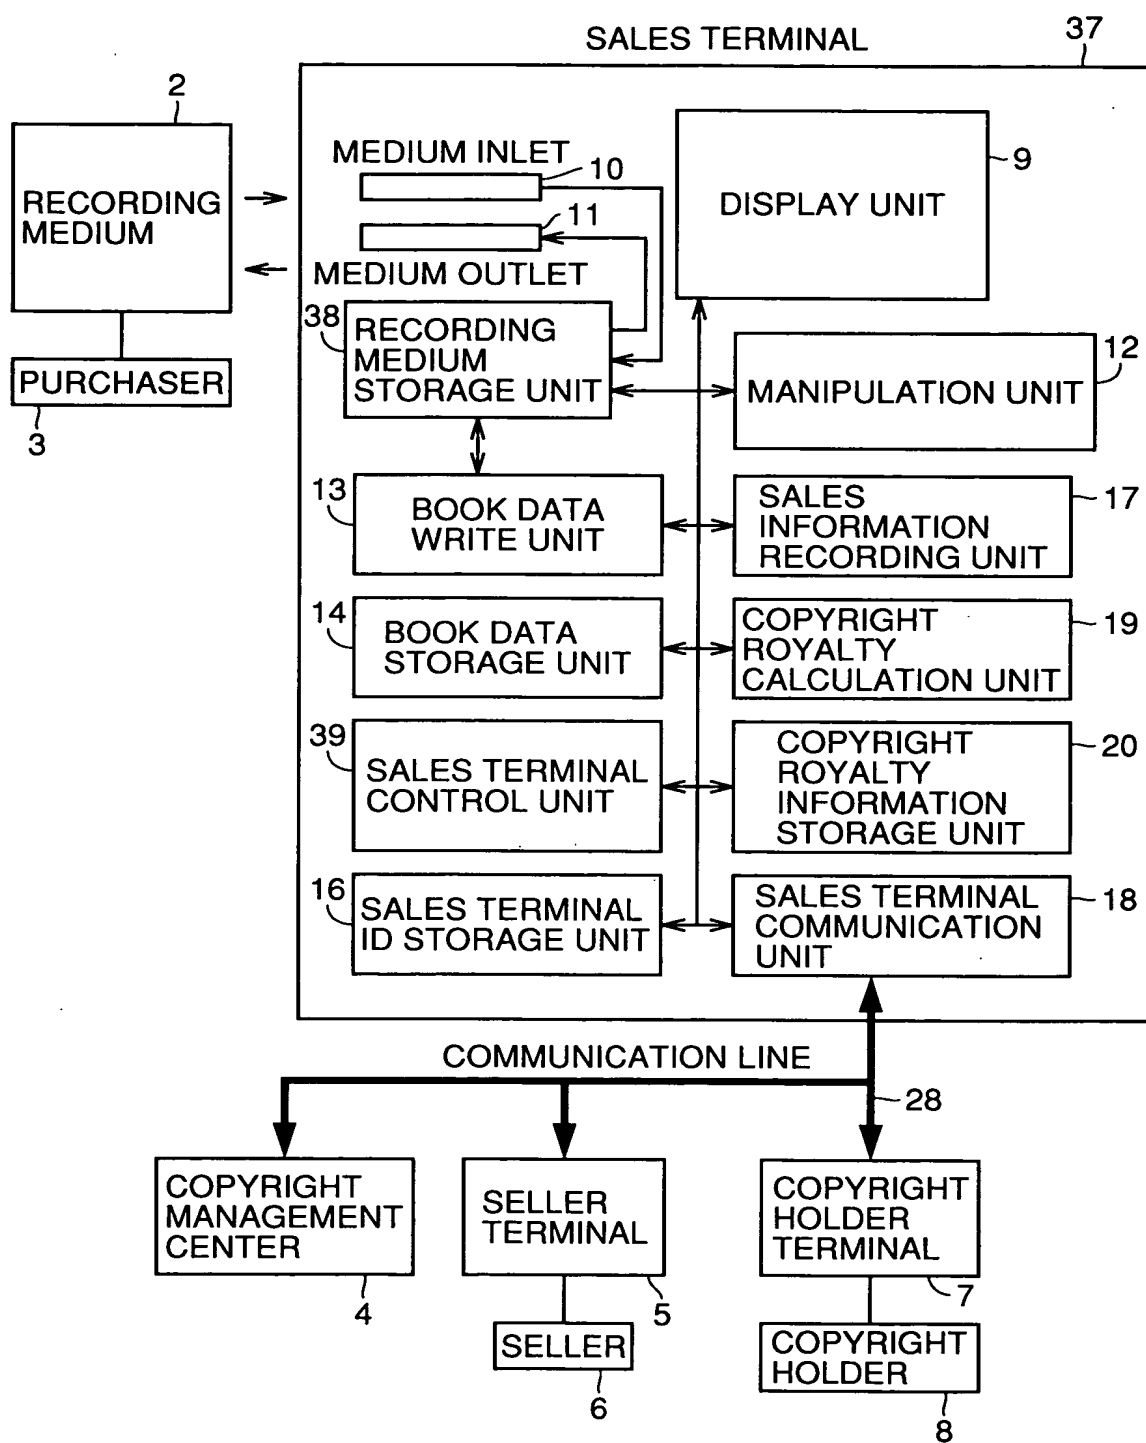 SALES TERMINAL
37
2
RECORDING
MEDIUM
PURCHASER
3
MEDIUM INLET
10
11
MEDIUM OUTLET
DISPLAY UNIT
9
38
RECORDING
MEDIUM
STORAGE UNIT
MANIPULATION UNIT
12
13
BOOK DATA
WRITE UNIT
SALES
INFORMATION
RECORDING UNIT
17
14
BOOK DATA
STORAGE UNIT
COPYRIGHT
ROYALTY
CALCULATION UNIT
19
39
SALES TERMINAL
CONTROL UNIT
COPYRIGHT
ROYALTY
INFORMATION
STORAGE UNIT
20
16
SALES TERMINAL
ID STORAGE UNIT
SALES TERMINAL
COMMUNICATION
UNIT
18
COMMUNICATION LINE
28
COPYRIGHT
MANAGEMENT
CENTER
4
SELLER
TERMINAL
5
SELLER
6
COPYRIGHT
HOLDER
TERMINAL
7
COPYRIGHT
HOLDER
8